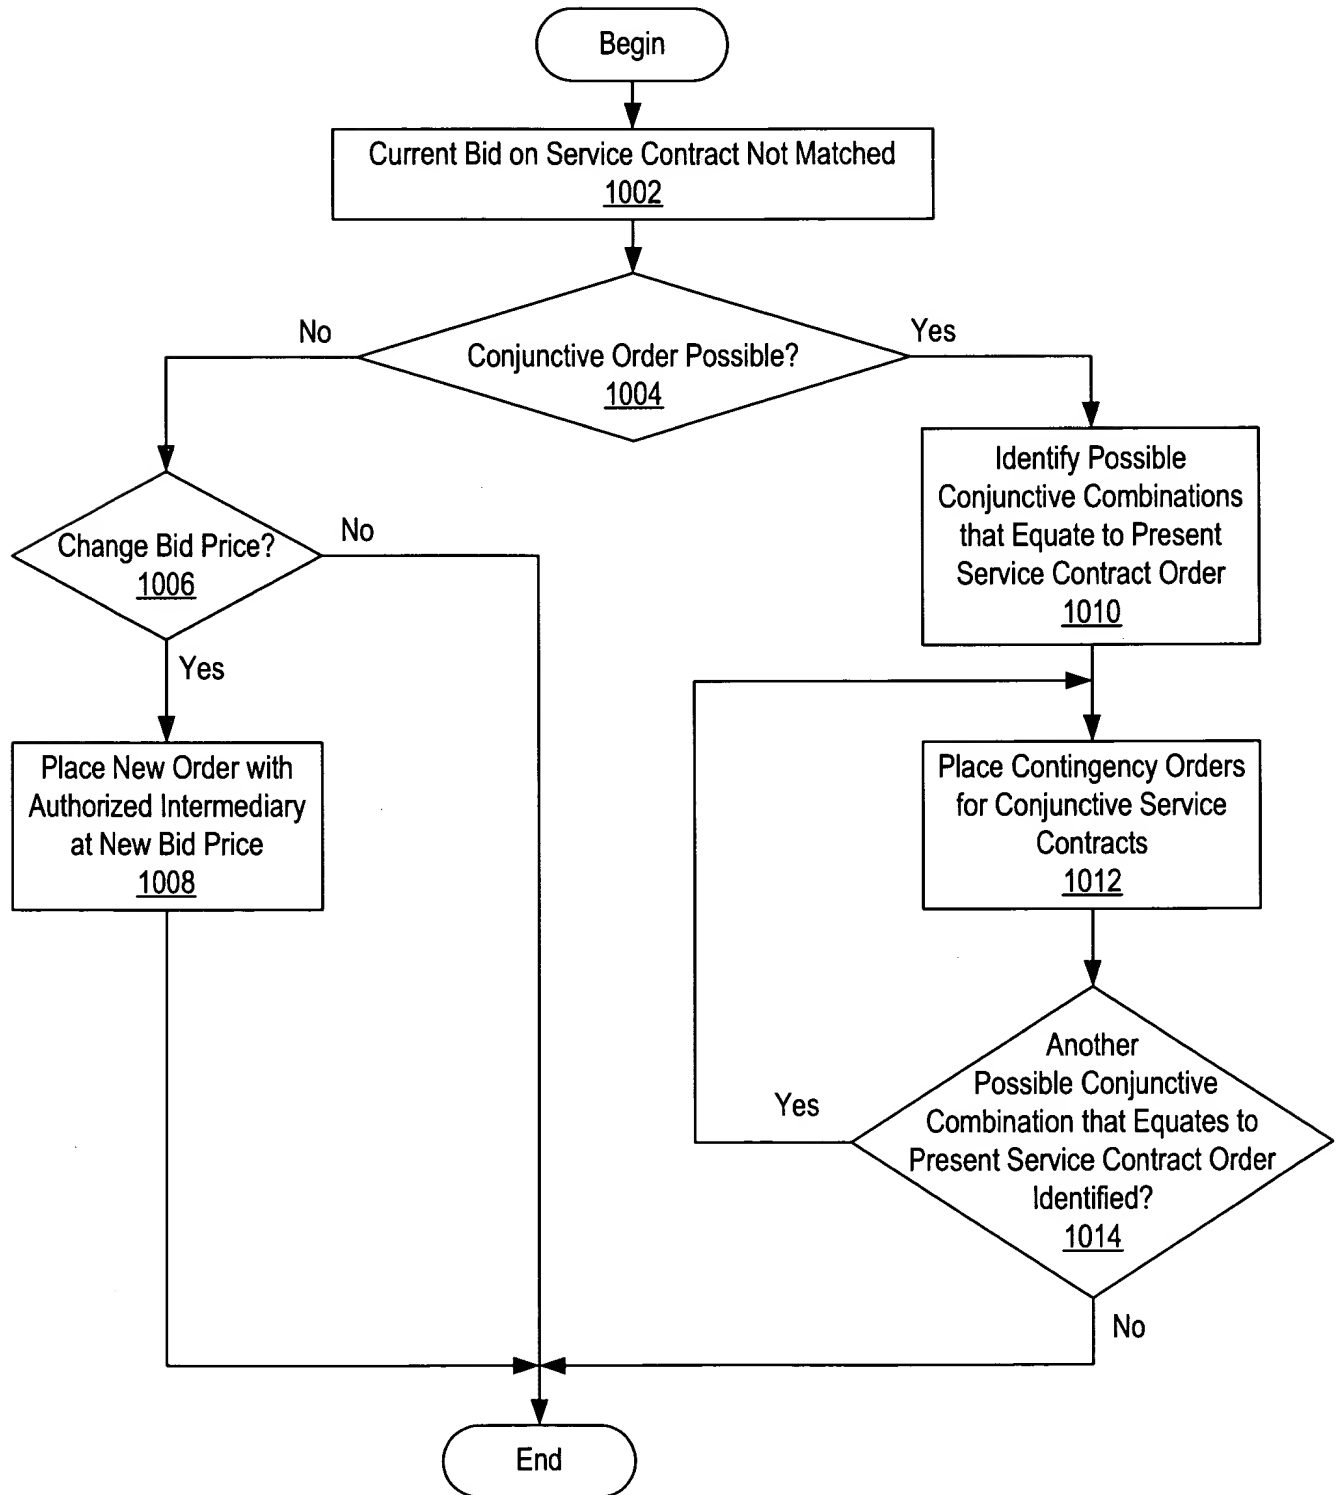 Begin
Current Bid on Service Contract Not Matched
1002
No
Yes
Conjunctive Order Possible?
1004
Identify Possible
Conjunctive Combinations
that Equate to Present
Service Contract Order
1010
Change Bid Price?
1006
No
Yes
Place New Order with
Authorized Intermediary
at New Bid Price
1008
Place Contingency Orders
for Conjunctive Service
Contracts
1012
Another
Possible Conjunctive
Combination that Equates to
Present Service Contract Order
Identified?
1014
Yes
No
End